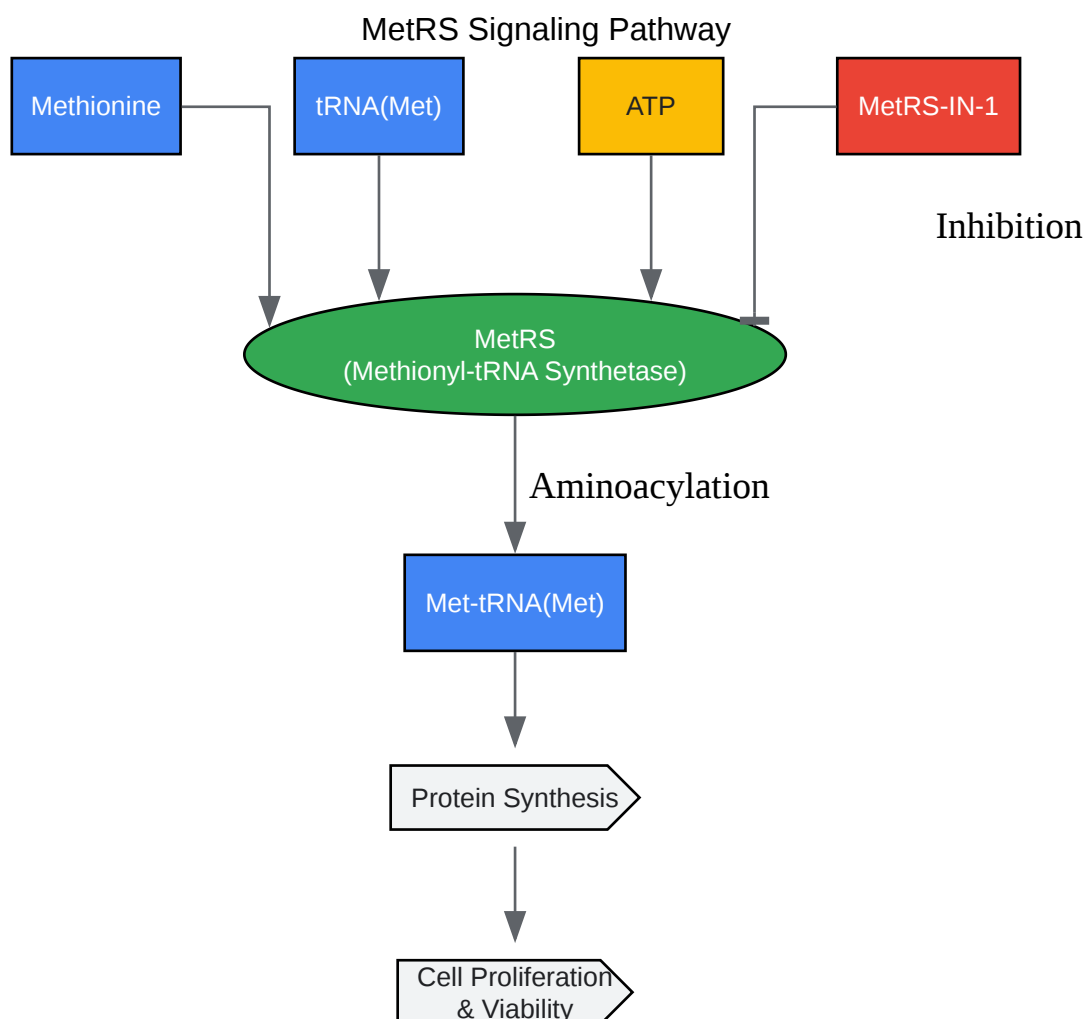 MetRS Signaling Pathway
Methionine
tRNA(Met)
ATP
MetRS-IN-1
Inhibition
MetRS
(Methionyl-tRNA Synthetase)
Aminoacylation
Met-tRNA(Met)
Protein Synthesis
Cell Proliferation
& Viability